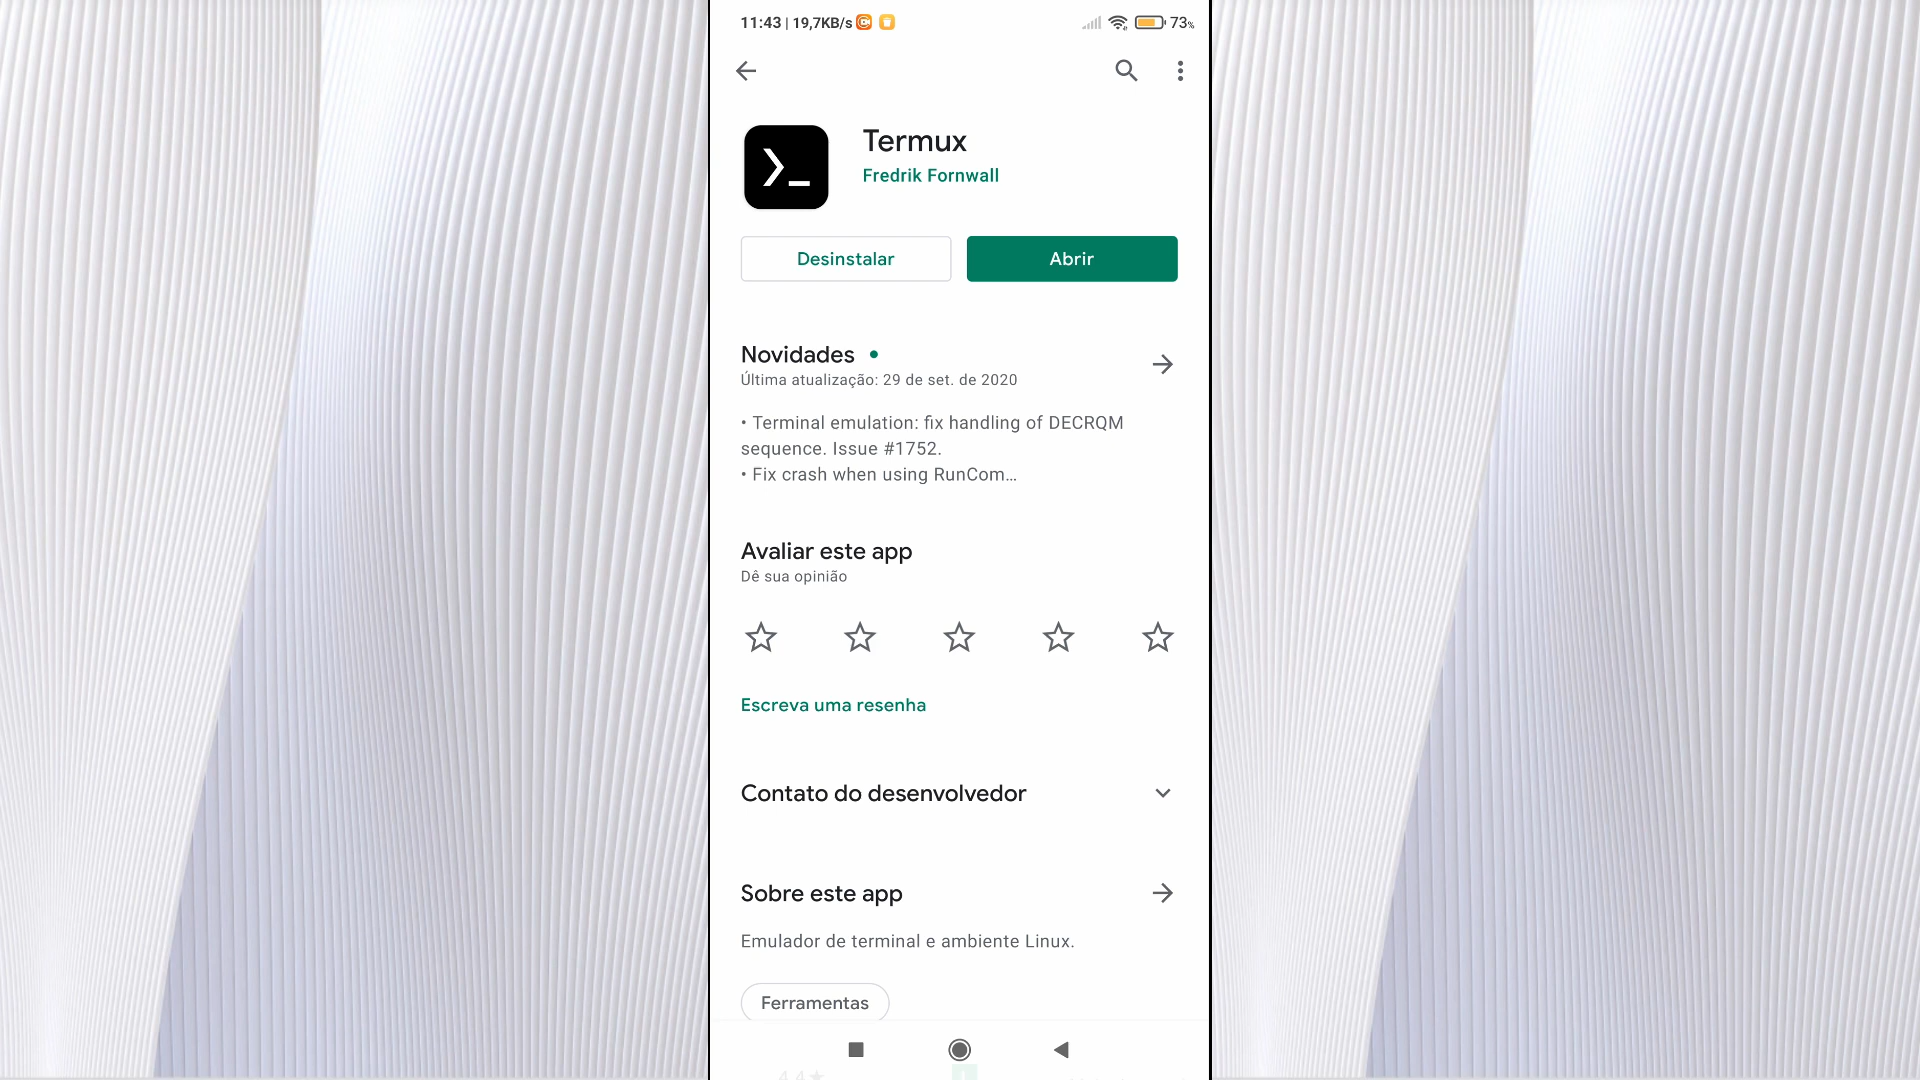 11:43 | 19,7KB/s 73%
Termux
Fredrik Fornwall
Desinstalar Abrir
Novidades
Última atualização: 29 de set. de 2020
• Terminal emulation: fix handling of DECRQM
sequence. Issue #1752.
• Fix crash when using RunCom...
Avaliar este app
Dê sua opinião
Escreva uma resenha
Contato do desenvolvedor
Sobre este app
Emulador de terminal e ambiente Linux.
Ferramentas
4,4★